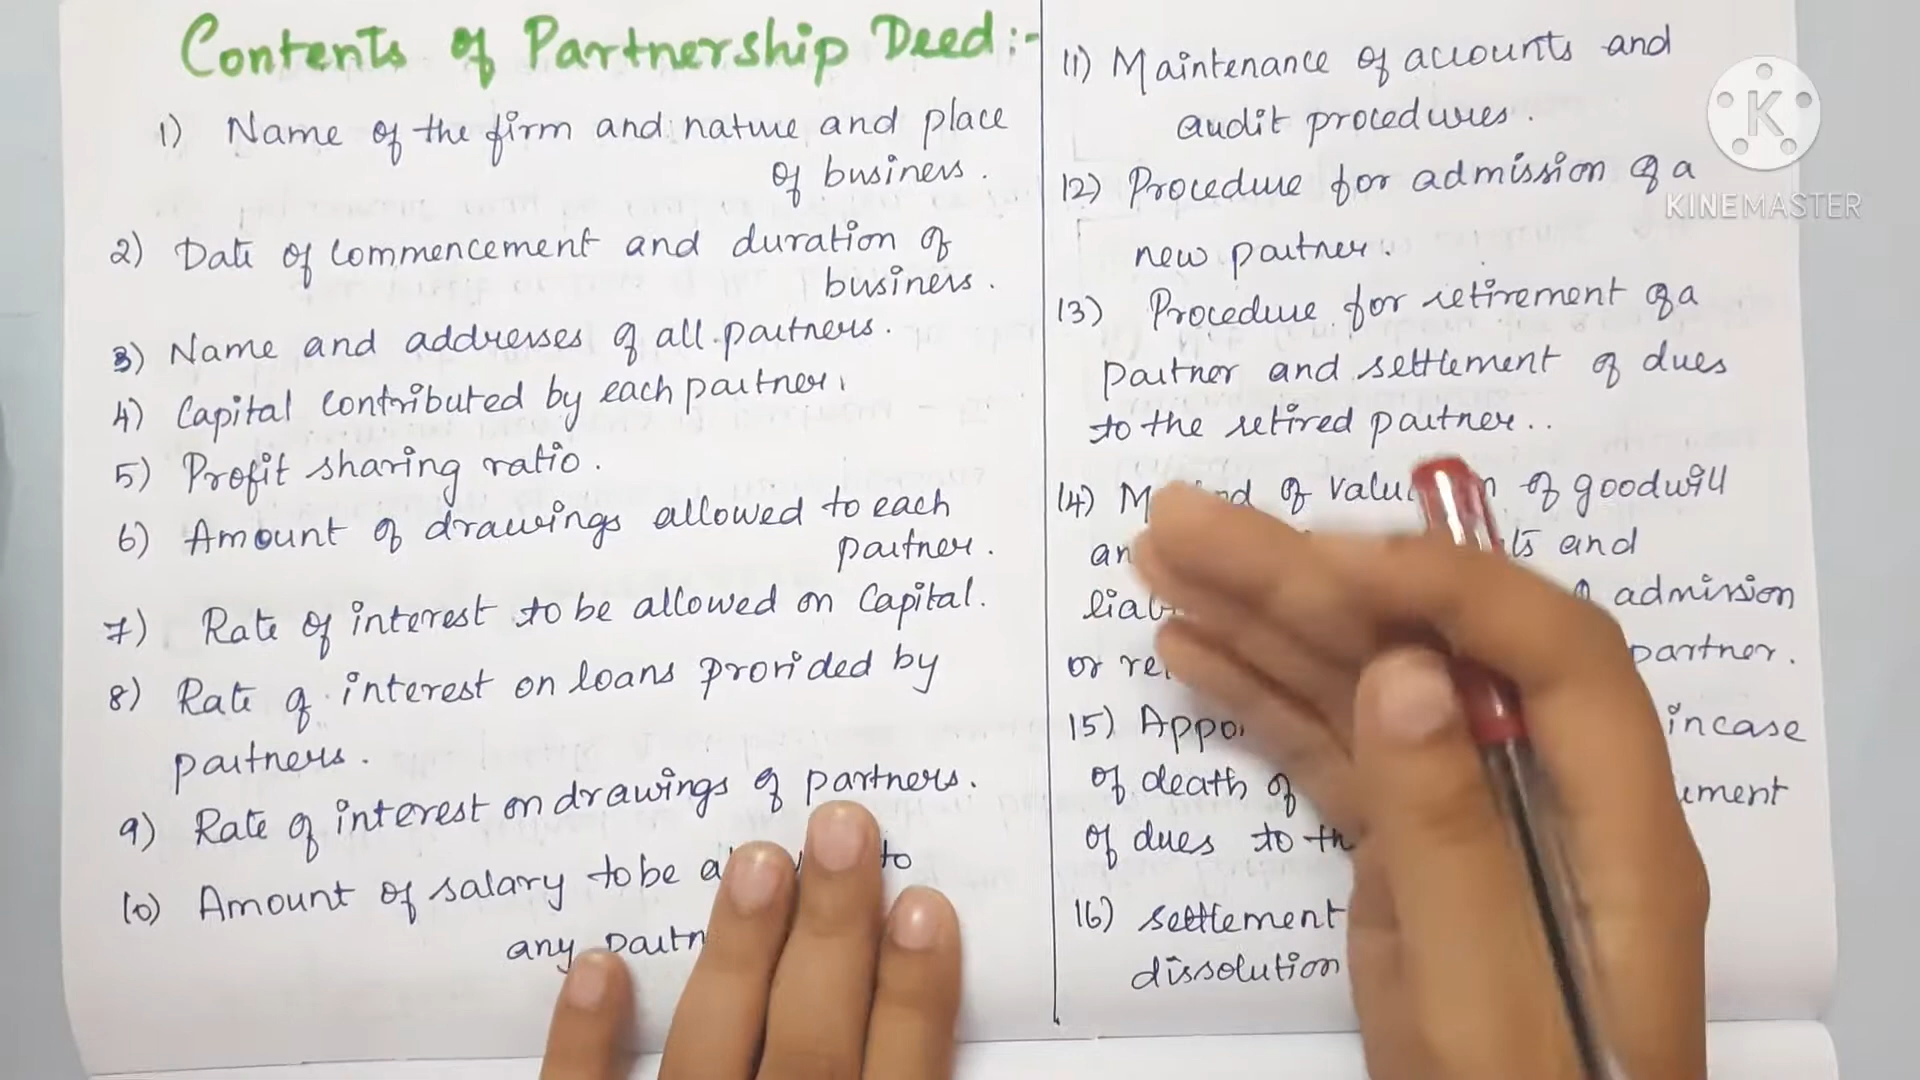 Contents of Partnership Deed:-
1) Name of the firm and nature and place
of business.
2) Date of commencement and duration of
business.
3) Name and addresses of all partners.
4) Capital contributed by each partner.
5) Profit sharing ratio.
6) Amount of drawings allowed to each
partner.
7) Rate of interest to be allowed on Capital.
8) Rate of interest on loans provided by
partners.
9) Rate of interest on drawings of partners.
10) Amount of salary to be to
any
11) Maintenance of accounts and
audit procedures.
12) Procedure for admission of a
new partner.
13) Procedure for retirement of a
partner and settlement of dues
to the retired partner..
14) of of goodwill
and
admission
or partner.
15) incase
of death of
of dues to
16) settlement
dissolution
KINEMASTER